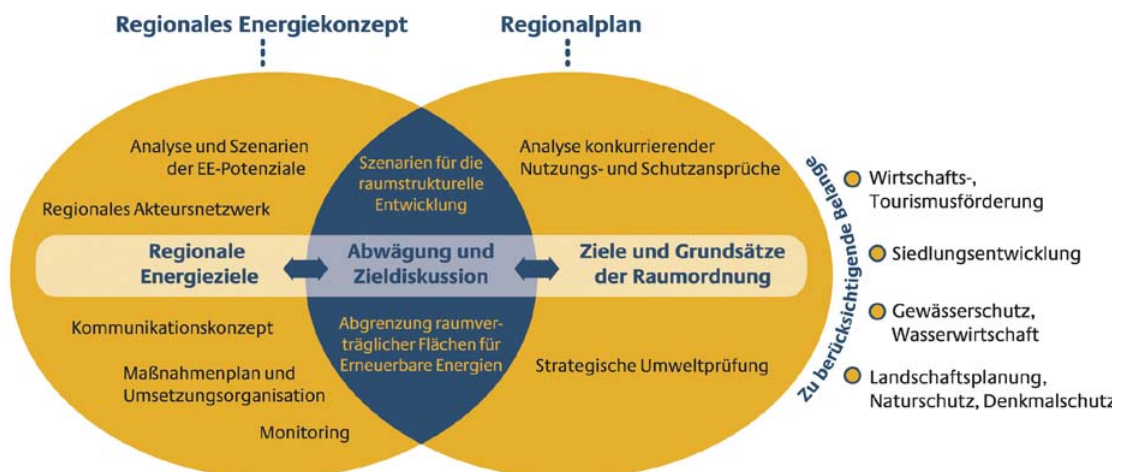 Regionales Energiekonzept
Regionalplan
Analyse und Szenarien
der EE-Potenziale
Regionales Akteursnetzwerk
Regionale
Energieziele
Kommunikationskonzept
Maßnahmenplan und
Umsetzungsorganisation
Monitoring
Szenarien für die
raumstrukturelle
Entwicklung
Abwägung und
Zieldiskussion
Abgrenzung raumver-
träglicher Flächen für
Erneuerbare Energien
Analyse konkurrierender
Nutzungs- und Schutzansprüche
Ziele und Grundsätze
der Raumordnung
Strategische Umweltprüfung
Zu berücksichtigende Belange
Wirtschafts-,
Tourismusförderung
Siedlungsentwicklung
Gewässerschutz,
Wasserwirtschaft
Landschaftsplanung,
Naturschutz, Denkmalschutz